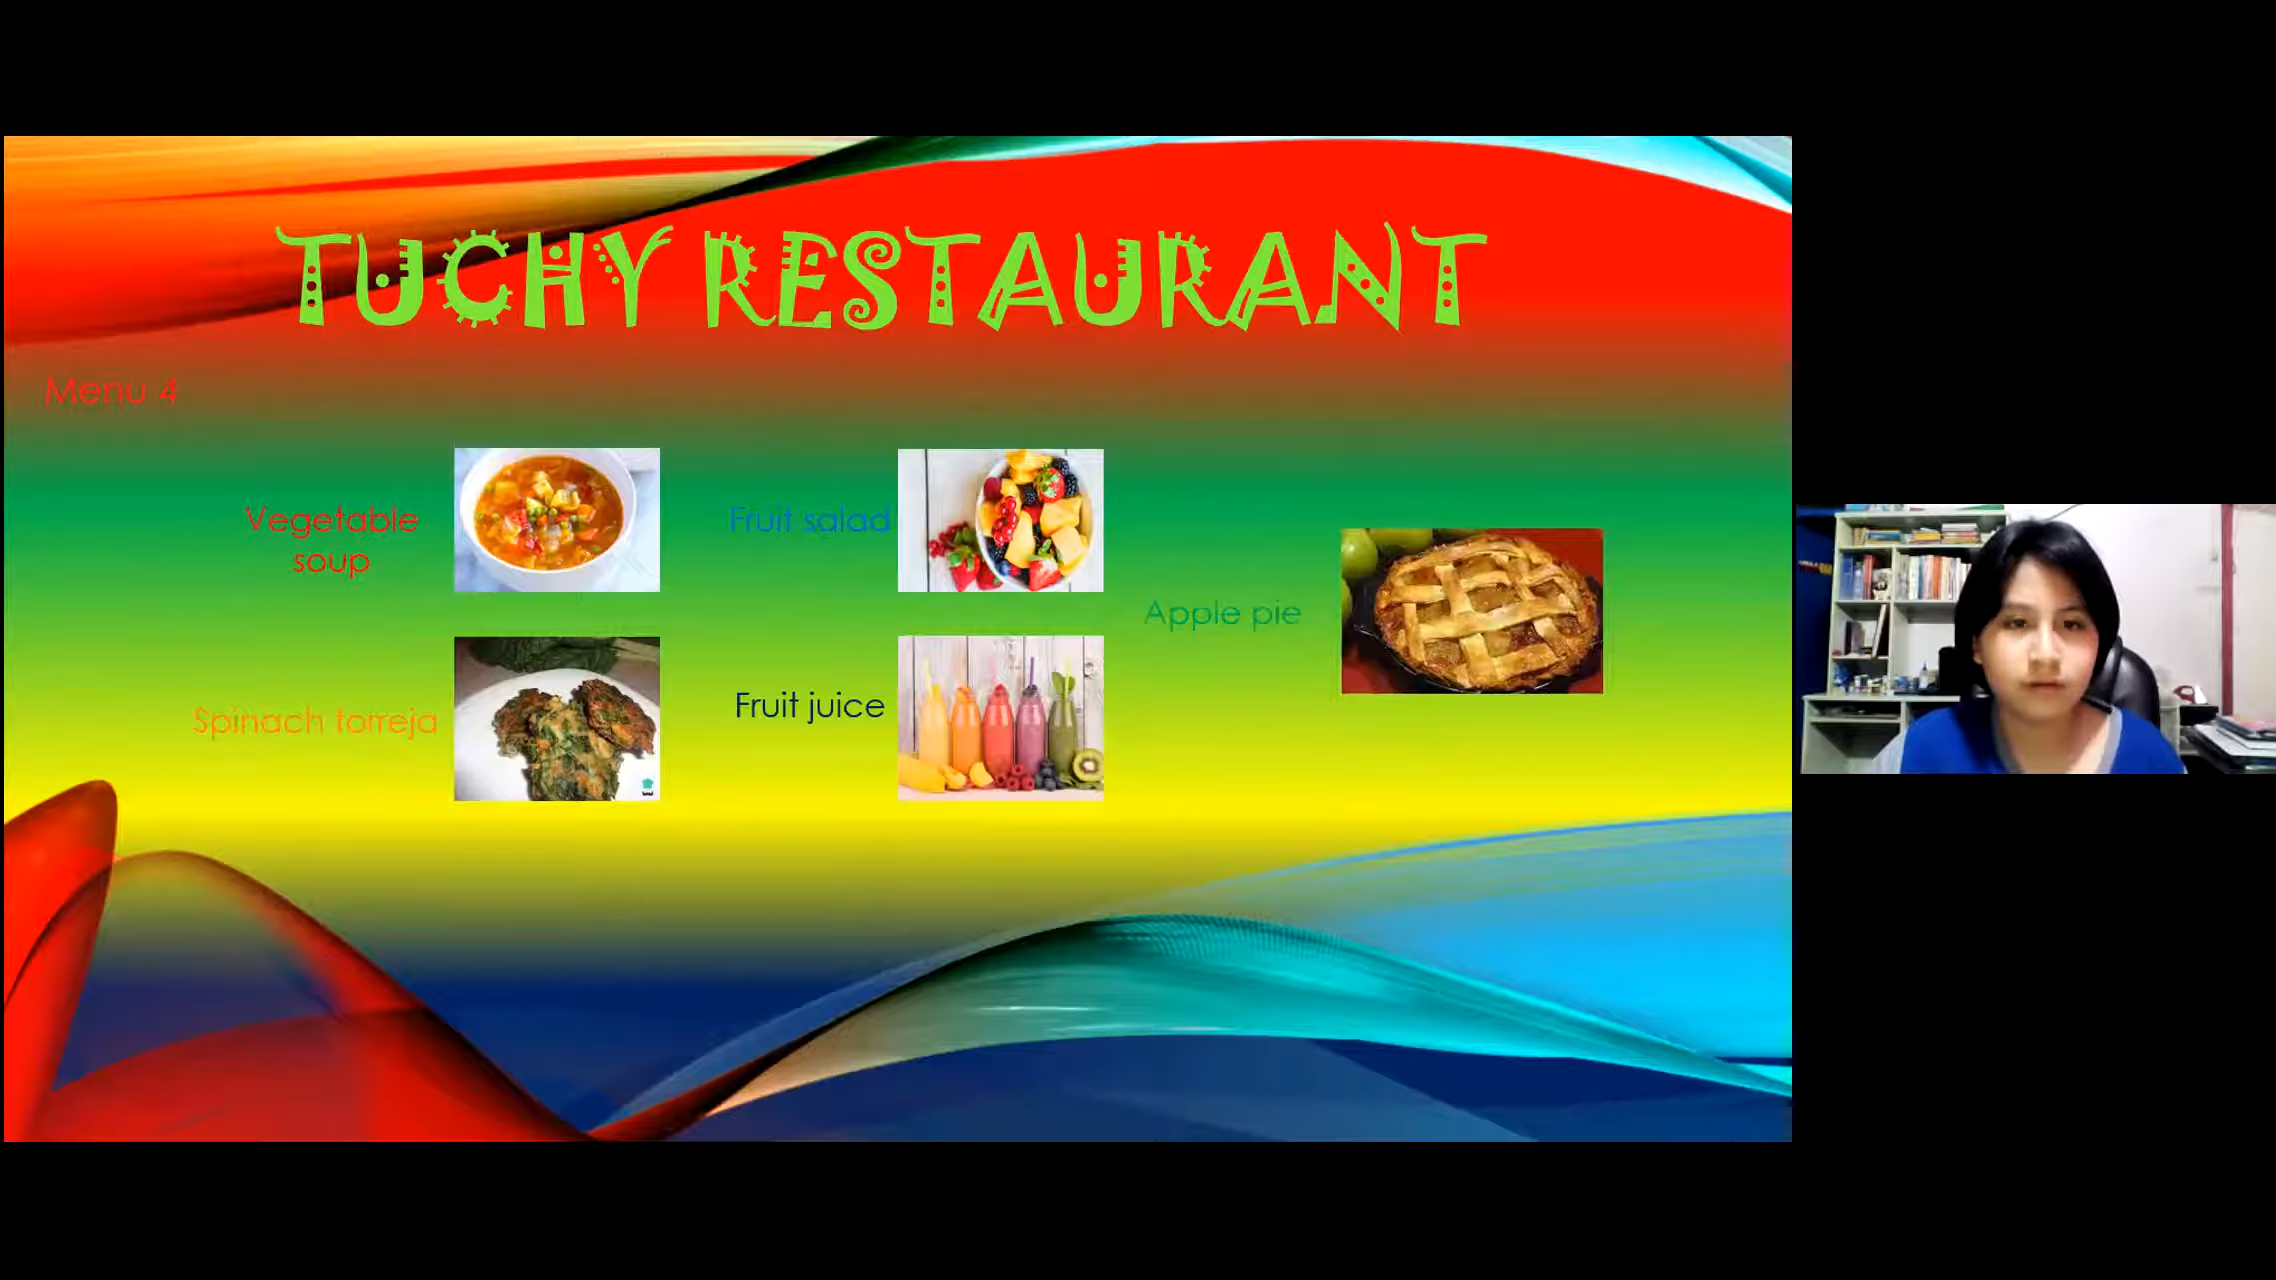 TUCHY RESTAURANT
Menu 4
Vegetable
soup
Fruit salad
Apple pie
Spinach torreja
Fruit juice